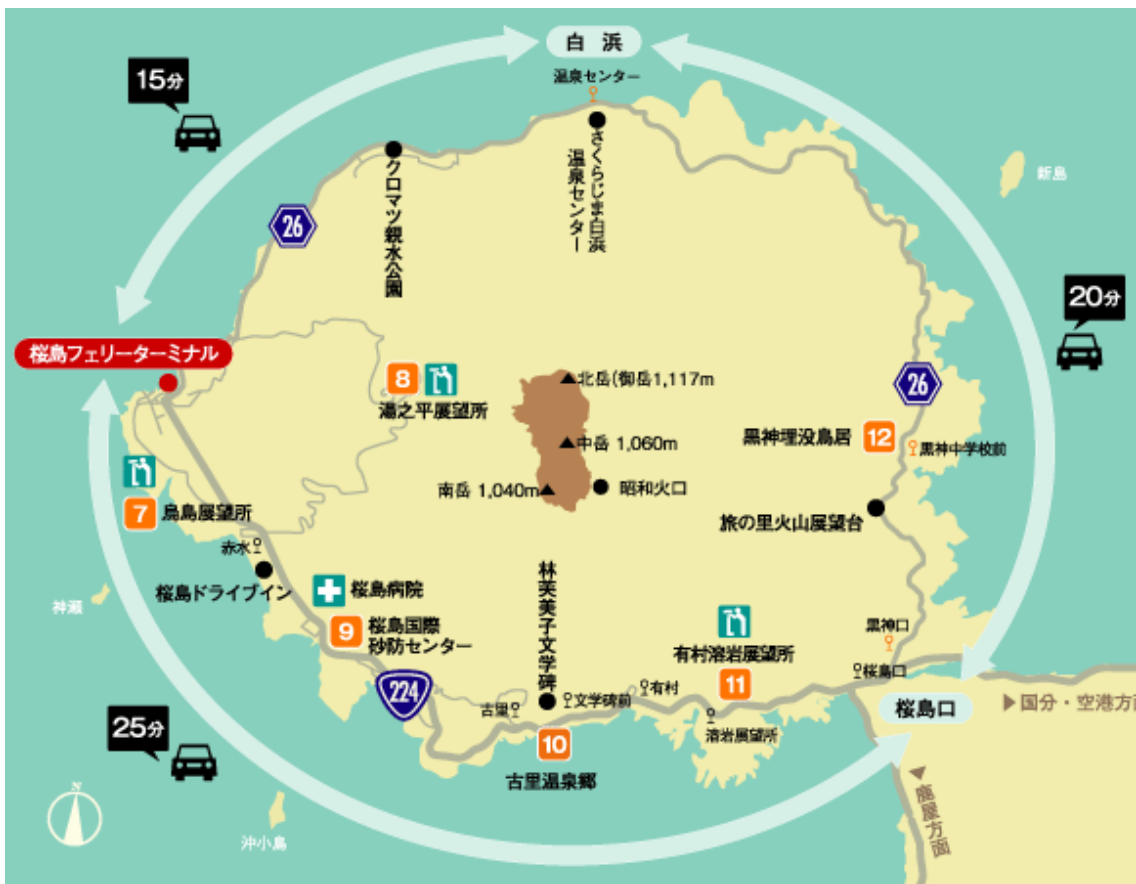 白浜
温泉センター
15分
さくらじま白浜
温泉センター
クロマツ親水公園
新島
26
20分
桜島フェリーターミナル
8
湯之平展望所
北岳(御岳1,117m
26
中岳 1,060m
黒神埋没鳥居
12
黒神中学校前
南岳 1,040m
昭和火口
7
烏島展望所
旅の里火山展望台
赤水
桜島ドライブイン
桜島病院
林芙美子文学碑
神瀬
9
桜島国際
砂防センター
黒神口
有村溶岩展望所
11
桜島口
224
有村
文学碑前
古里
桜島口
国分・空港方面
溶岩展望所
25分
10
古里温泉郷
鹿屋方面
N
沖小島